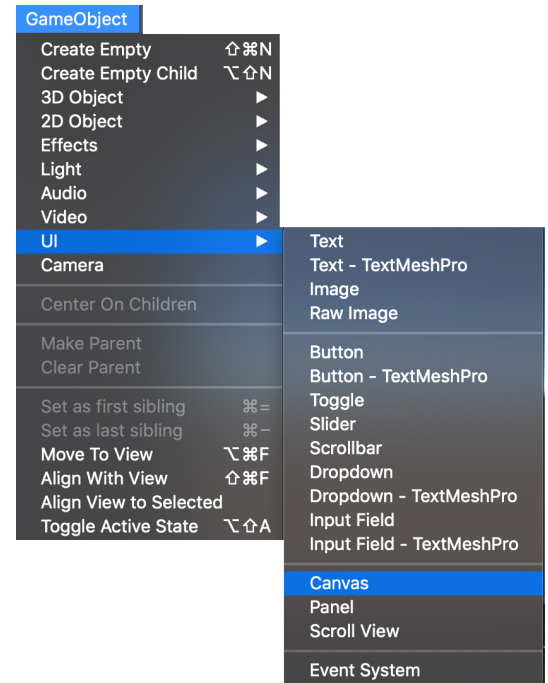 GameObject
Create Empty ⇧⌘N
Create Empty Child ⌥⇧N
3D Object ▶
2D Object ▶
Effects ▶
Light ▶
Audio ▶
Video ▶
UI ▶
Camera
Center On Children
Make Parent
Clear Parent
Set as first sibling ⌘=
Set as last sibling ⌘-
Move To View ⌥⌘F
Align With View ⇧⌘F
Align View to Selected
Toggle Active State ⌥⇧A
Text
Text - TextMeshPro
Image
Raw Image
Button
Button - TextMeshPro
Toggle
Slider
Scrollbar
Dropdown
Dropdown - TextMeshPro
Input Field
Input Field - TextMeshPro
Canvas
Panel
Scroll View
Event System